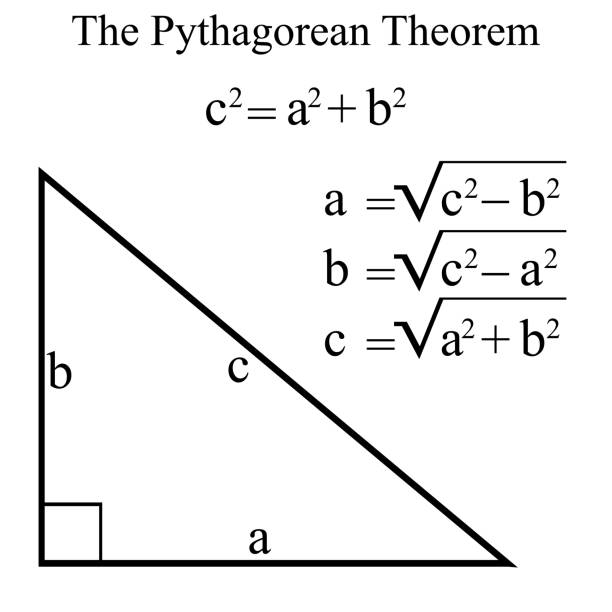 The Pythagorean Theorem
c²= a²+ b²
a =√c²– b²
b =√c²– a²
c =√a²+ b²
b
c
a